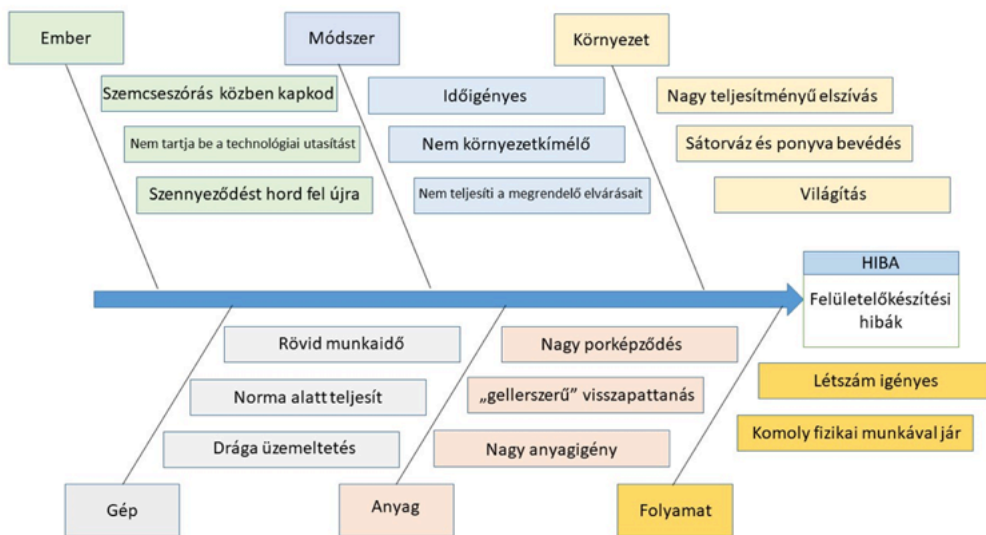 Ember
Módszer
Környezet
Szemcseszórás közben kapkod
Nem tartja be a technológiai utasítást
Szennyeződést hord fel újra
Időigényes
Nem környezetkímélő
Nem teljesíti a megrendelő elvárásait
Nagy teljesítményű elszívás
Sátorváz és ponyva bevédés
Világítás
HIBA
Felületelőkészítési
hibák
Rövid munkaidő
Norma alatt teljesít
Drága üzemeltetés
Nagy porképződés
„gellerszerű” visszapattanás
Nagy anyagigény
Létszám igényes
Komoly fizikai munkával jár
Gép
Anyag
Folyamat